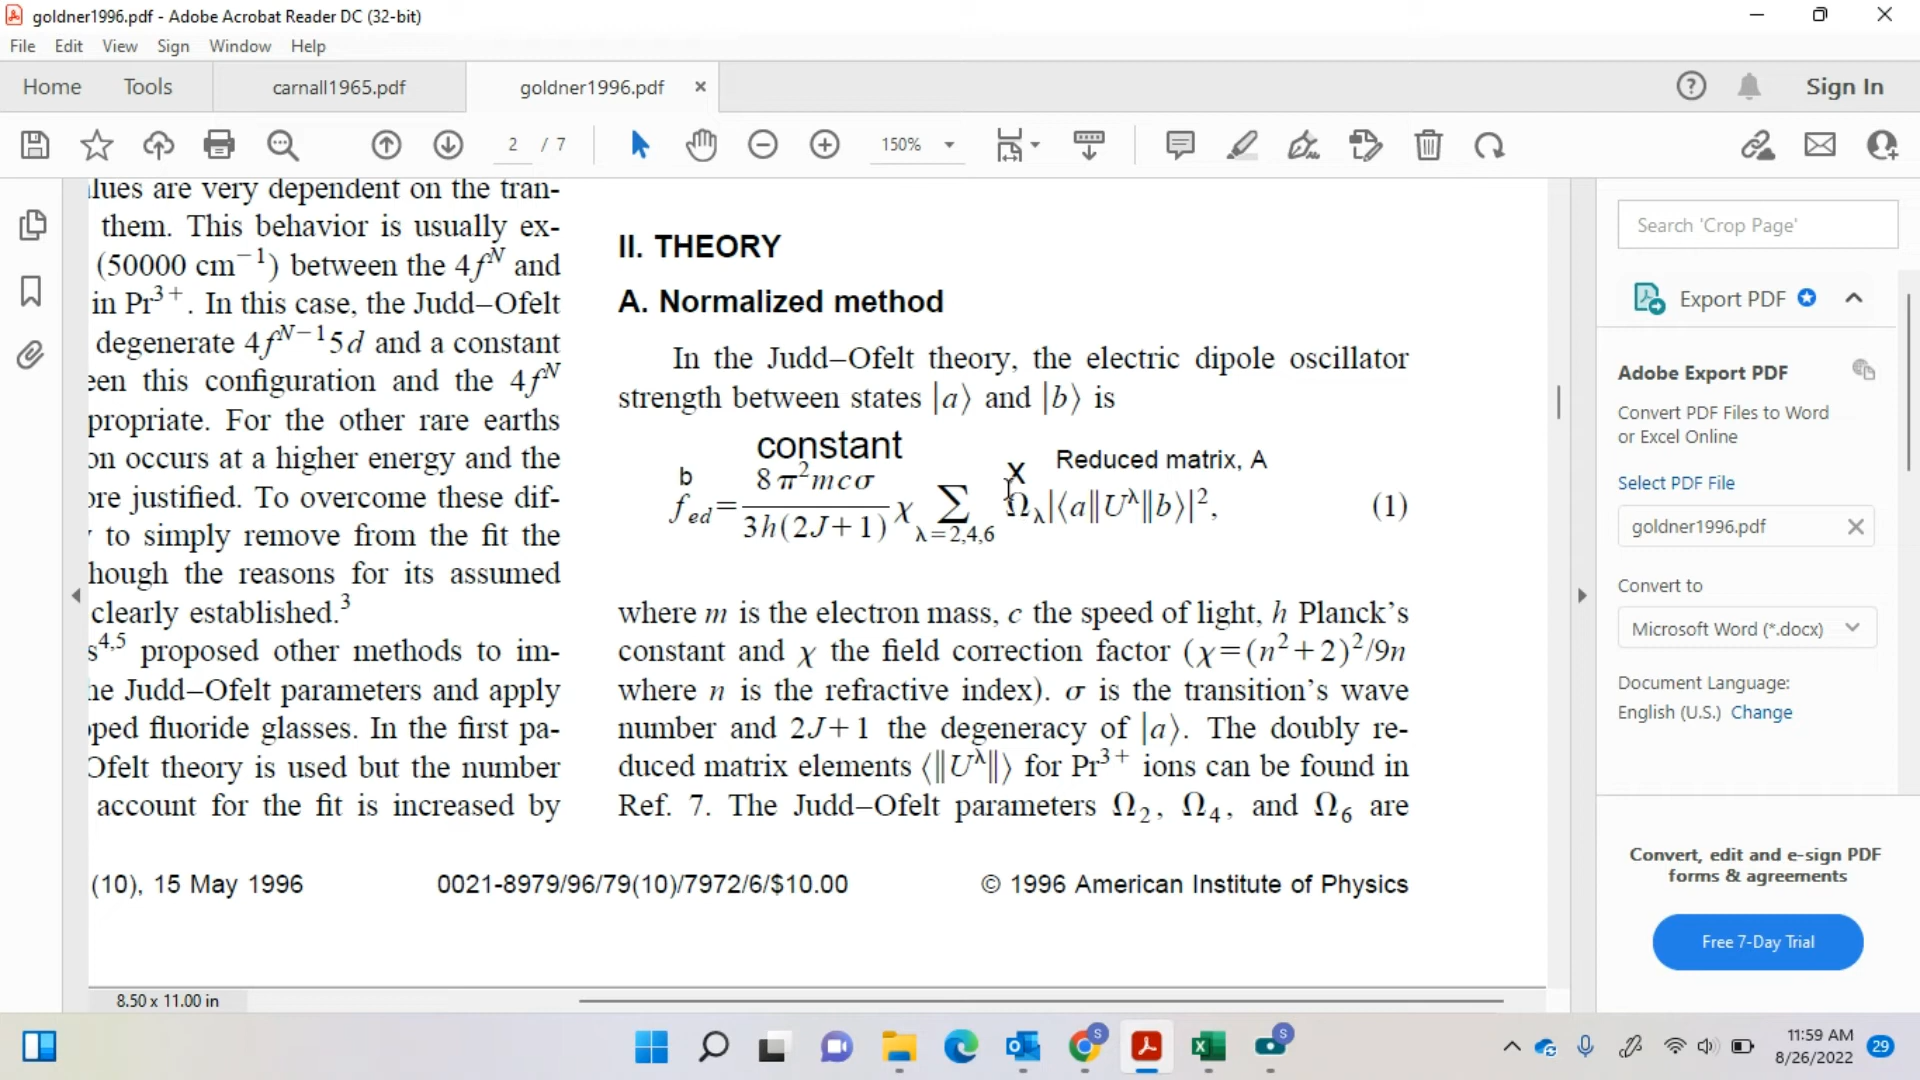 goldner1996.pdf - Adobe Acrobat Reader DC (32-bit)
File Edit View Sign Window Help
Home Tools carnall1965.pdf goldner1996.pdf × Sign In
2 / 7 150%
lues are very dependent on the tran-
them. This behavior is usually ex-
(50000 cm⁻¹) between the 4fᴺ and
in Pr³⁺. In this case, the Judd–Ofelt
degenerate 4fᴺ⁻¹5d and a constant
een this configuration and the 4fᴺ
propriate. For the other rare earths
on occurs at a higher energy and the
ore justified. To overcome these dif-
to simply remove from the fit the
hough the reasons for its assumed
clearly established.³
s⁴,⁵ proposed other methods to im-
he Judd–Ofelt parameters and apply
ped fluoride glasses. In the first pa-
Ofelt theory is used but the number
account for the fit is increased by
II. THEORY
A. Normalized method
In the Judd–Ofelt theory, the electric dipole oscillator
strength between states |a⟩ and |b⟩ is
constant
b X Reduced matrix, A
f_ed = 8π²mcσ / 3h(2J+1) χ Σ_{λ=2,4,6} Ω_λ|⟨a||U^λ||b⟩|², (1)
where m is the electron mass, c the speed of light, h Planck's
constant and χ the field correction factor (χ=(n²+2)²/9n
where n is the refractive index). σ is the transition's wave
number and 2J+1 the degeneracy of |a⟩. The doubly re-
duced matrix elements ⟨||U^λ||⟩ for Pr³⁺ ions can be found in
Ref. 7. The Judd–Ofelt parameters Ω₂, Ω₄, and Ω₆ are
(10), 15 May 1996 0021-8979/96/79(10)/7972/6/$10.00 © 1996 American Institute of Physics
8.50 x 11.00 in
Search 'Crop Page'
Export PDF
Adobe Export PDF
Convert PDF Files to Word
or Excel Online
Select PDF File
goldner1996.pdf
Convert to
Microsoft Word (*.docx)
Document Language:
English (U.S.) Change
Convert, edit and e-sign PDF
forms & agreements
Free 7-Day Trial
S S
11:59 AM
8/26/2022 29